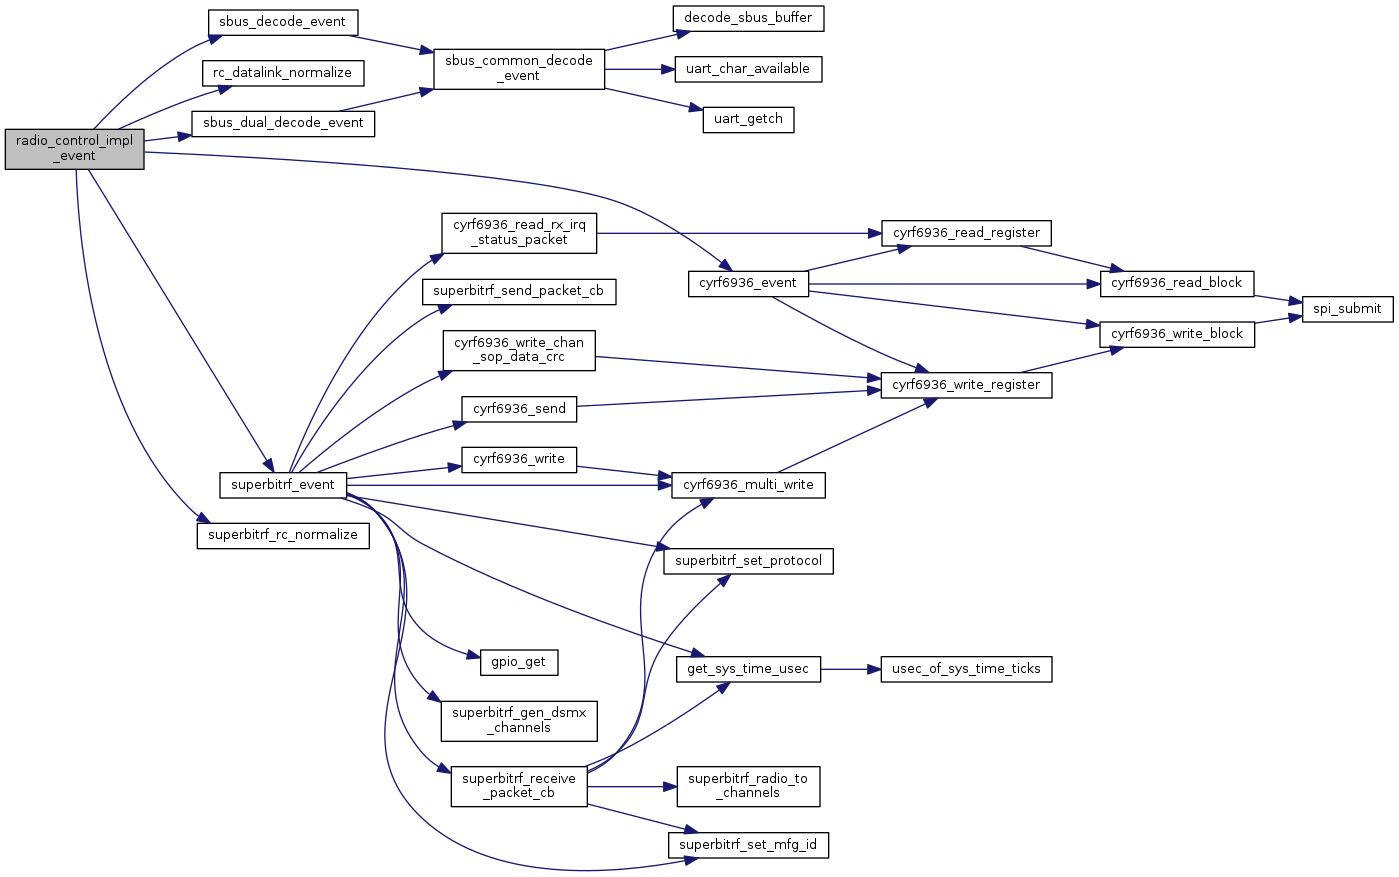 sbus_decode_event
decode_sbus_buffer
rc_datalink_normalize
sbus_common_decode
_event
uart_char_available
sbus_dual_decode_event
uart_getch
radio_control_impl
_event
cyrf6936_read_rx_irq
_status_packet
cyrf6936_read_register
cyrf6936_event
cyrf6936_read_block
superbitrf_send_packet_cb
spi_submit
cyrf6936_write_block
cyrf6936_write_chan
_sop_data_crc
cyrf6936_write_register
cyrf6936_send
cyrf6936_write
superbitrf_event
cyrf6936_multi_write
superbitrf_rc_normalize
superbitrf_set_protocol
gpio_get
get_sys_time_usec
usec_of_sys_time_ticks
superbitrf_gen_dsmx
_channels
superbitrf_receive
_packet_cb
superbitrf_radio_to
_channels
superbitrf_set_mfg_id